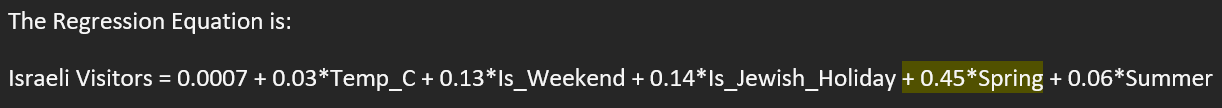 The Regression Equation is:
Israeli Visitors = 0.0007 + 0.03*Temp_C + 0.13*Is_Weekend + 0.14*Is_Jewish_Holiday + 0.45*Spring + 0.06*Summer